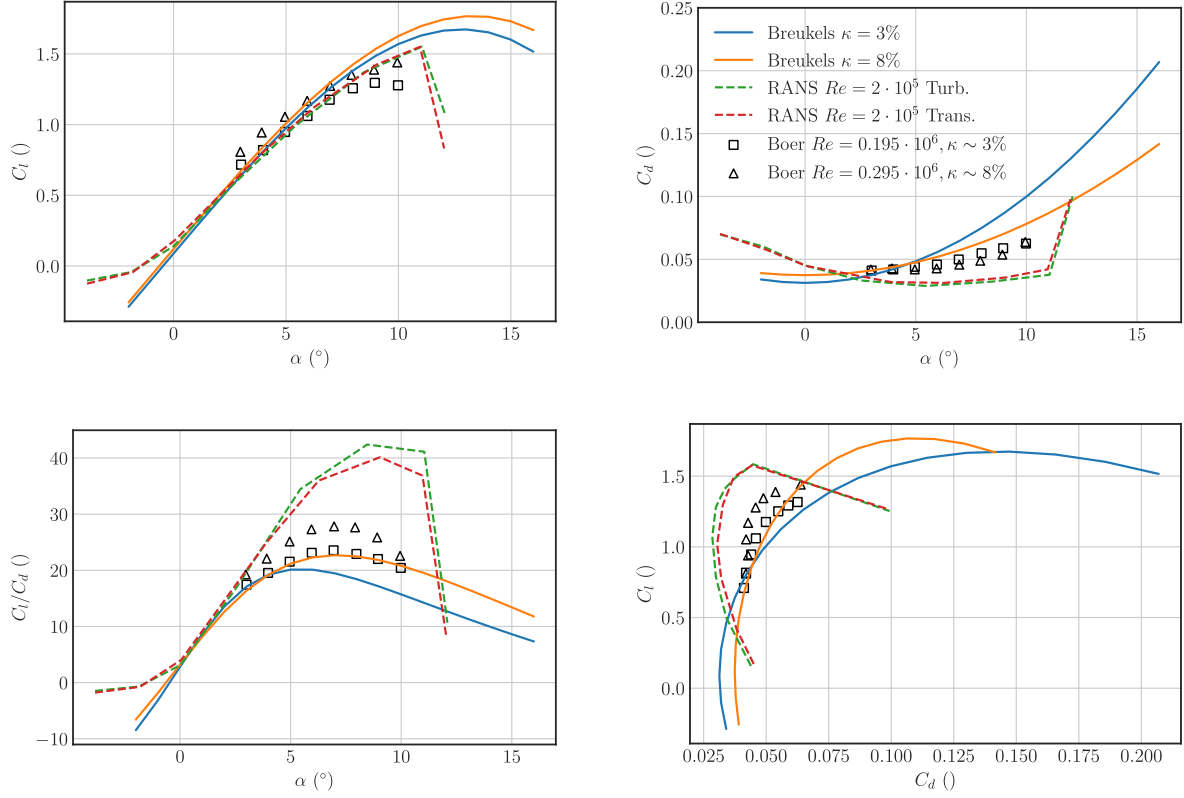 1.5
1.0
0.5
0.0
C_l ()
0
5
10
15
α (°)
0.25
0.20
0.15
0.10
0.05
0.00
C_d ()
Breukels κ = 3%
Breukels κ = 8%
RANS Re = 2 · 10^5 Turb.
RANS Re = 2 · 10^5 Trans.
Boer Re = 0.195 · 10^6, κ ∼ 3%
Boer Re = 0.295 · 10^6, κ ∼ 8%
0
5
10
15
α (°)
40
30
20
10
0
−10
C_l/C_d ()
0
5
10
15
α (°)
1.5
1.0
0.5
0.0
C_l ()
0.025
0.050
0.075
0.100
0.125
0.150
0.175
0.200
C_d ()